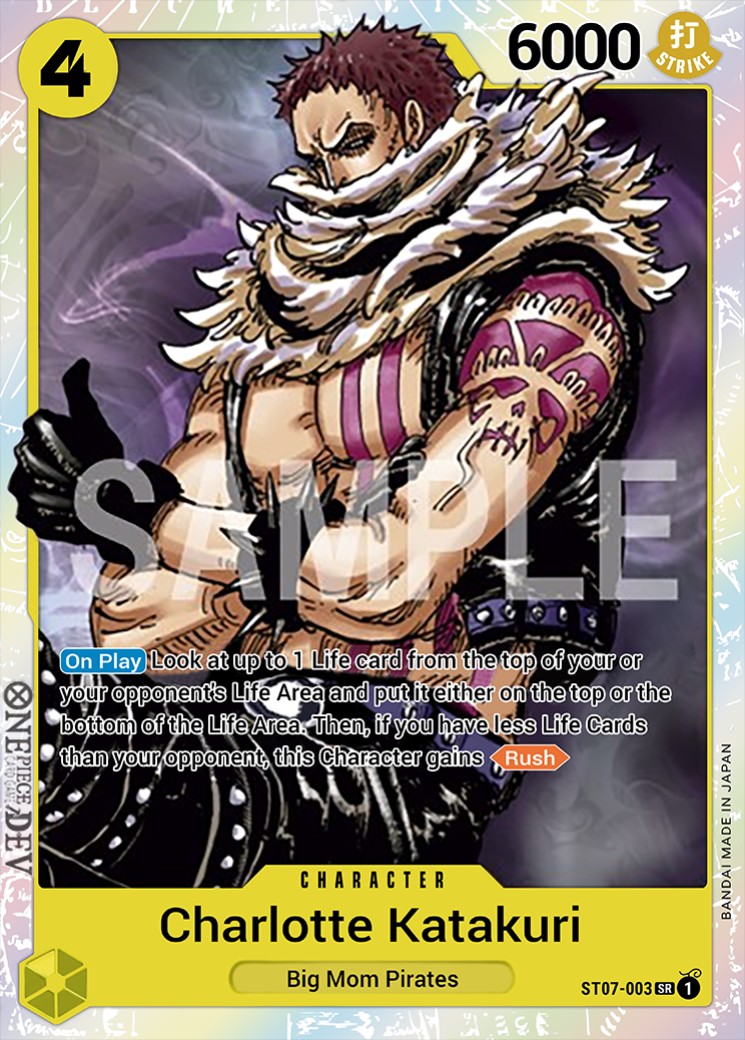 4
6000
打
STRIKE
SAMPLE
On Play Look at up to 1 Life card from the top of your or
your opponent's Life Area and put it either on the top or the
bottom of the Life Area. Then, if you have less Life Cards
than your opponent, this Character gains Rush
ONE PIECE/DEV
BANDAI MADE IN JAPAN
CHARACTER
Charlotte Katakuri
Big Mom Pirates
ST07-003 SR 1